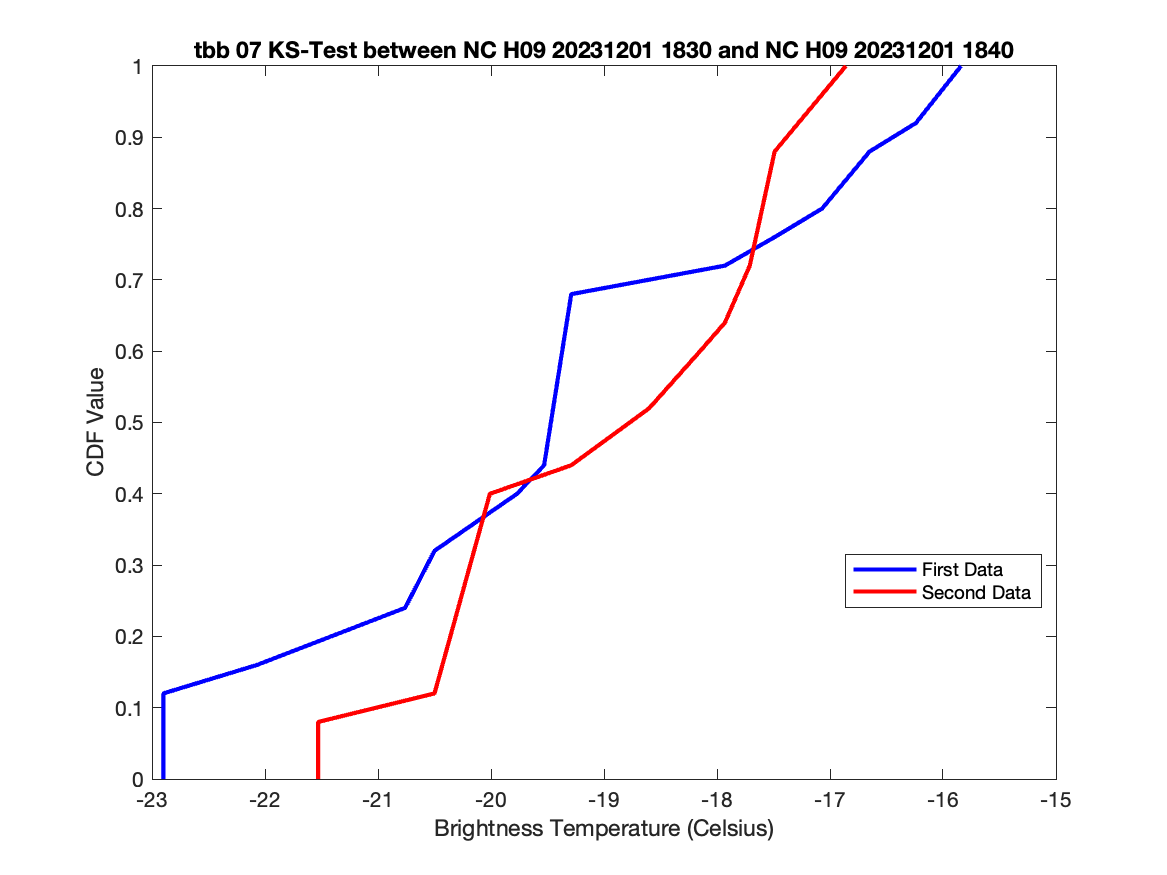 tbb 07 KS-Test between NC H09 20231201 1830 and NC H09 20231201 1840
1
0.9
0.8
0.7
0.6
0.5
0.4
0.3
0.2
0.1
0
CDF Value
First Data
Second Data
-23 -22 -21 -20 -19 -18 -17 -16 -15
Brightness Temperature (Celsius)